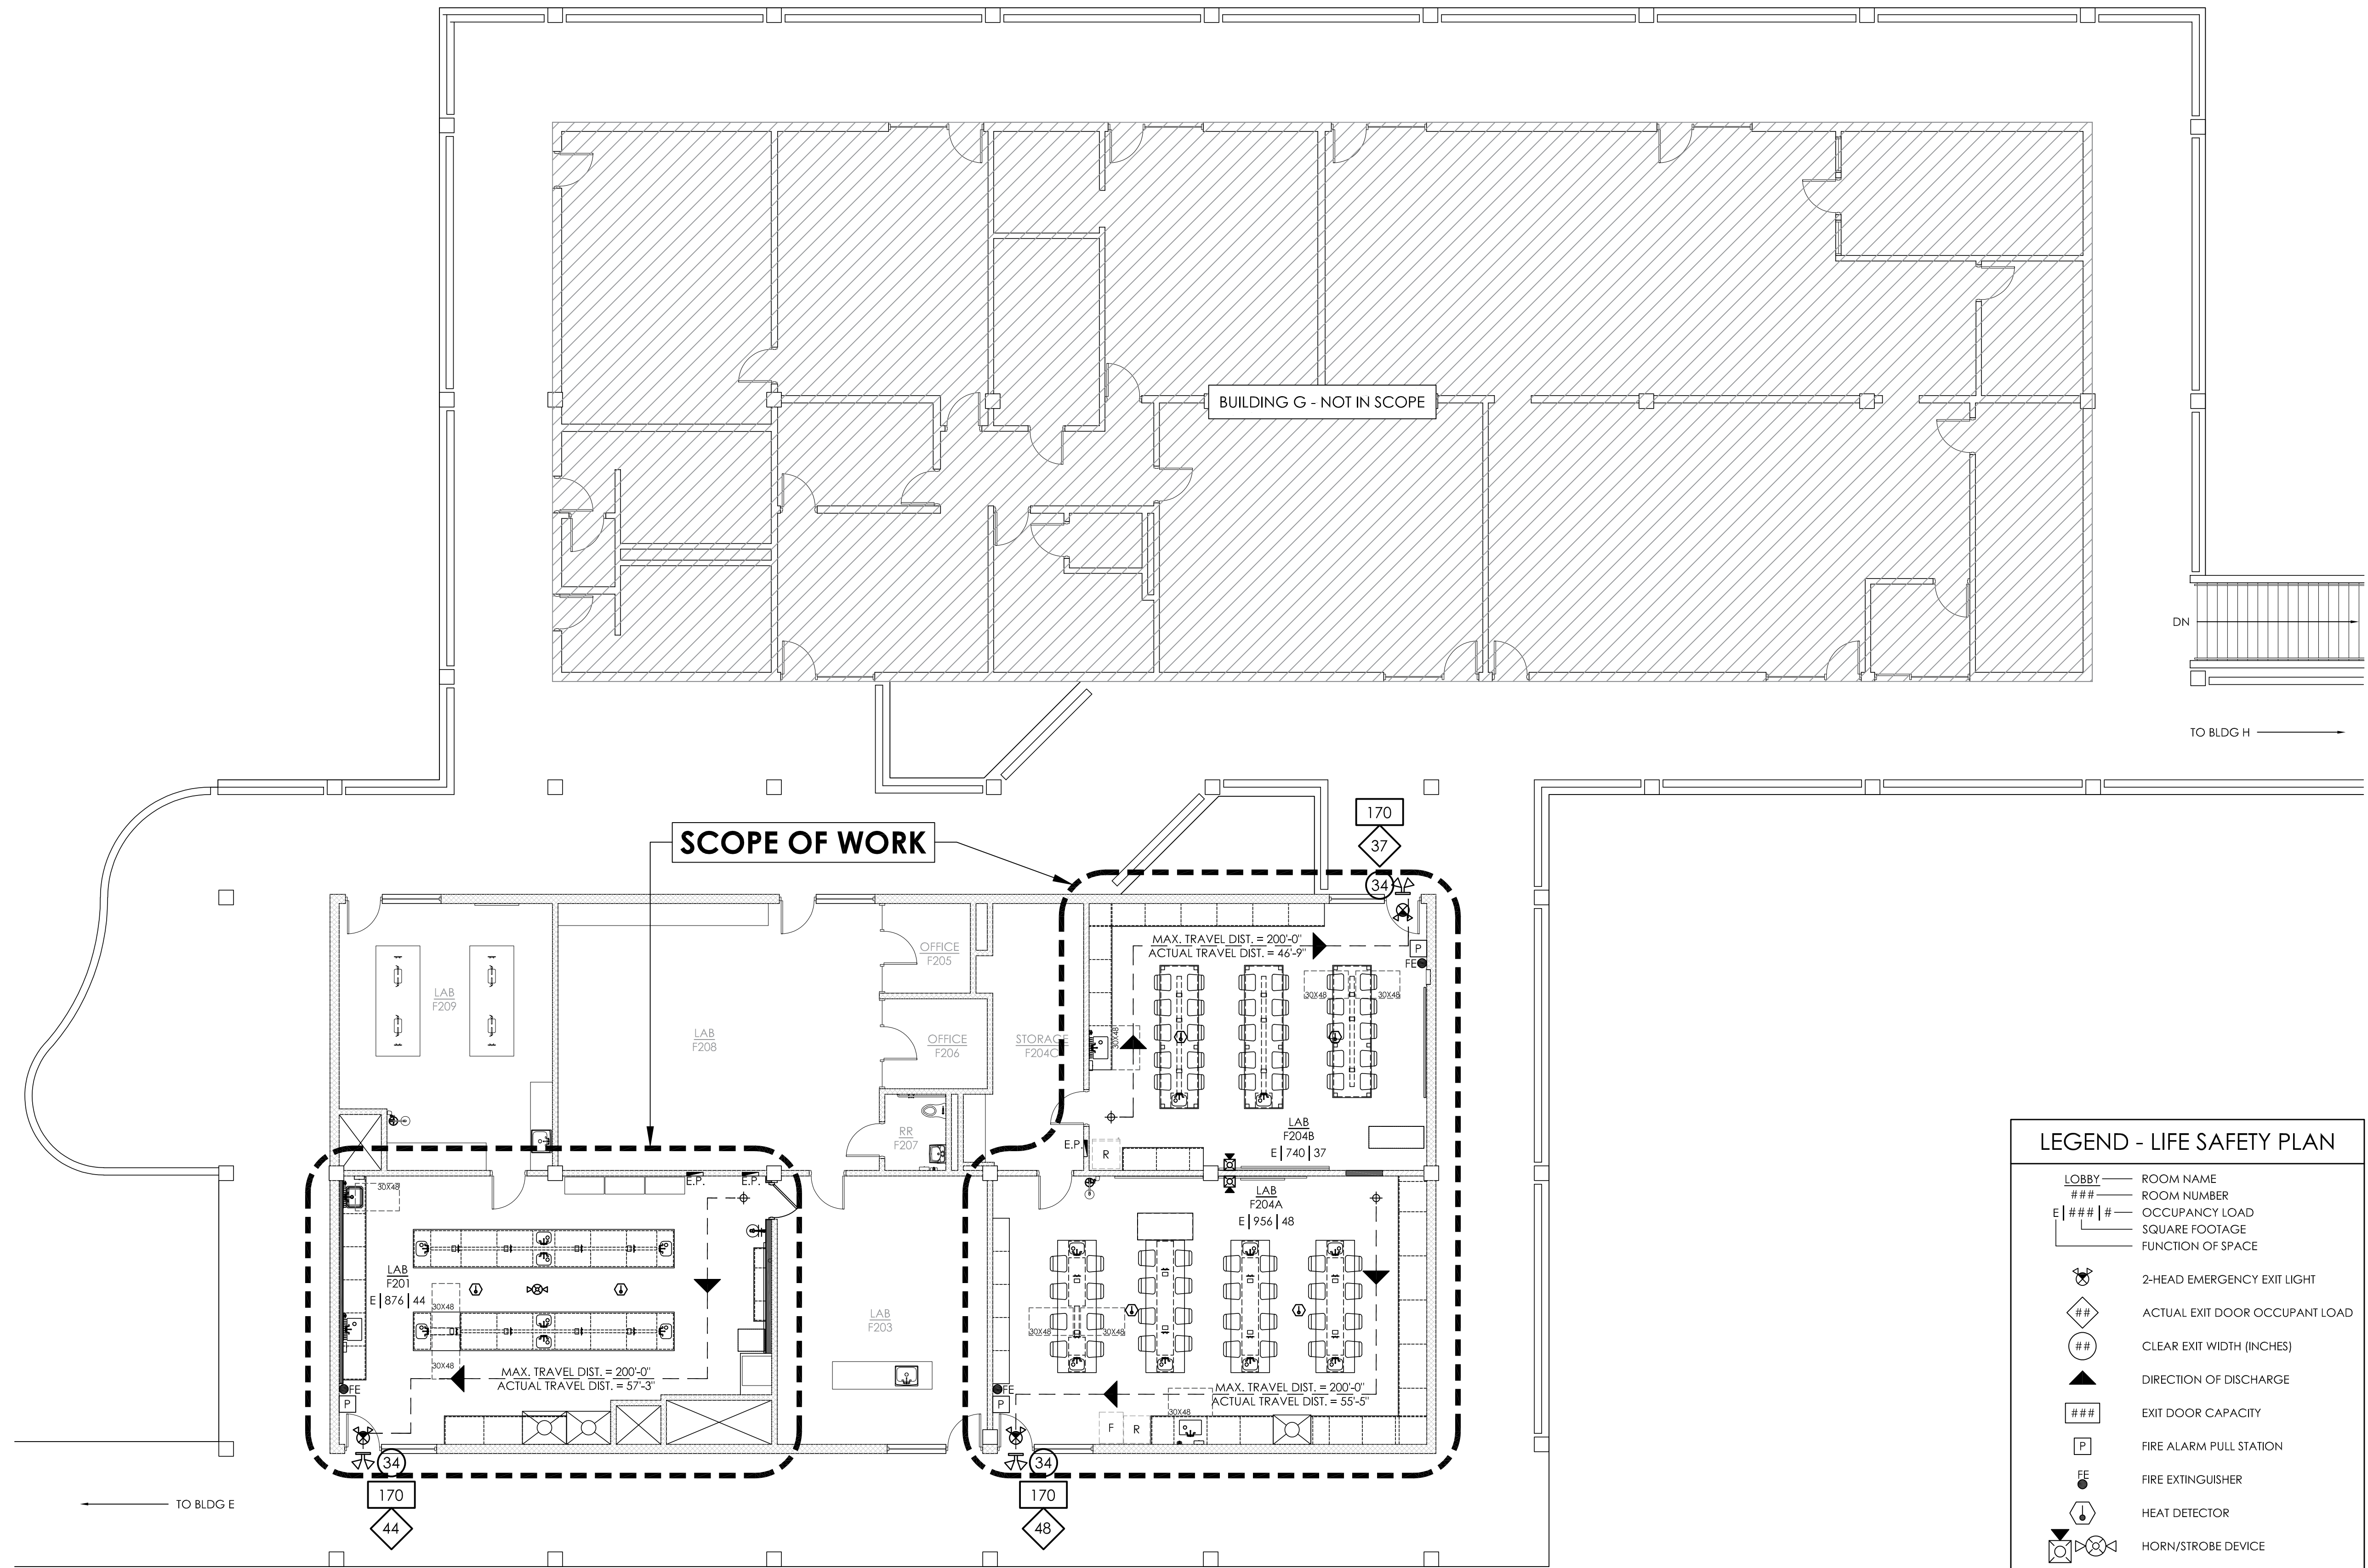 BUILDING G - NOT IN SCOPE
DN
TO BLDG H
SCOPE OF WORK
170
37
34
MAX. TRAVEL DIST. = 200'-0"
ACTUAL TRAVEL DIST. = 46'-9"
P
FE
OFFICE
F205
LAB
F209
30X48
30X48
LAB
F208
OFFICE
F206
STORAGE
F204C
30X48
LAB
F204B
E 740 37
RR
F207
E.P.
R
E.P.
E.P.
30X48
LAB
F204A
E 956 48
LAB
F201
E 876 44
30X48
LAB
F203
30X48
30X48
30X48
MAX. TRAVEL DIST. = 200'-0"
ACTUAL TRAVEL DIST. = 57'-3"
FE
P
FE
P
MAX. TRAVEL DIST. = 200'-0"
ACTUAL TRAVEL DIST. = 55'-5"
30X48
F
R
34
170
44
34
170
48
TO BLDG E
LEGEND - LIFE SAFETY PLAN
LOBBY ROOM NAME
### ROOM NUMBER
E ### # OCCUPANCY LOAD
SQUARE FOOTAGE
FUNCTION OF SPACE
2-HEAD EMERGENCY EXIT LIGHT
## ACTUAL EXIT DOOR OCCUPANT LOAD
## CLEAR EXIT WIDTH (INCHES)
DIRECTION OF DISCHARGE
### EXIT DOOR CAPACITY
P FIRE ALARM PULL STATION
FE FIRE EXTINGUISHER
HEAT DETECTOR
HORN/STROBE DEVICE